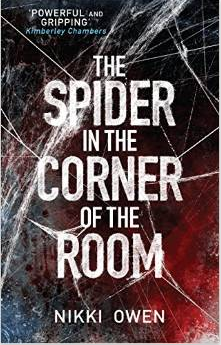 'POWERFUL AND
GRIPPING'
Kimberley Chambers
THE
SPIDER
IN THE
CORNER
OF THE
ROOM
NIKKI OWEN